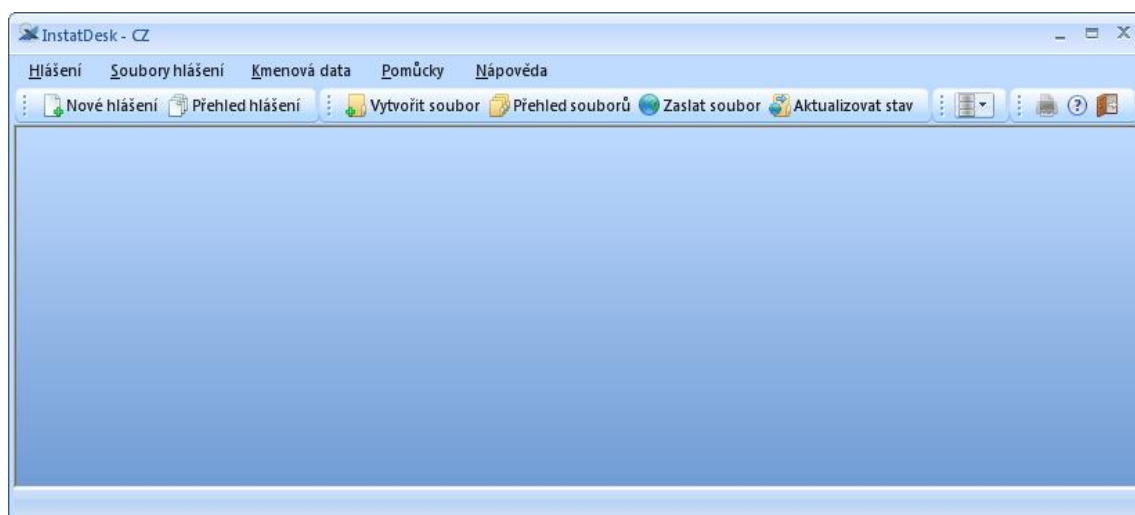 InstatDesk - CZ
Hlášení Soubory hlášení Kmenová data Pomůcky Nápověda
Nové hlášení Přehled hlášení Vytvořit soubor Přehled souborů Zaslat soubor Aktualizovat stav